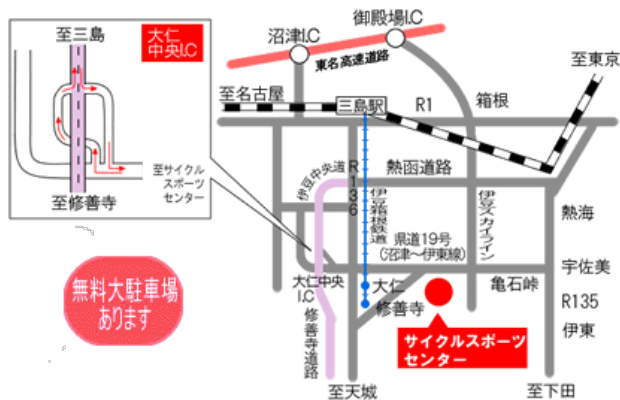 至三島
大仁
中央I.C
至サイクル
スポーツ
センター
至修善寺
御殿場I.C
沼津I.C
東名高速道路
至東京
至名古屋
三島駅
R1
箱根
伊豆中央道
R136
熱函道路
伊豆箱根鉄道
伊豆スカイライン
熱海
県道19号
(沼津〜伊東線)
宇佐美
大仁中央
I.C
大仁
亀石峠
修善寺
R135
修善寺道路
伊東
サイクルスポーツ
センター
至天城
至下田
無料大駐車場
あります